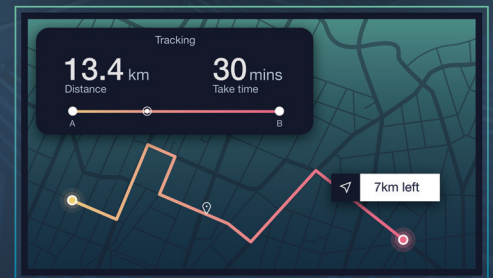 Tracking
13.4 km
Distance
30 mins
Take time
A
B
7km left